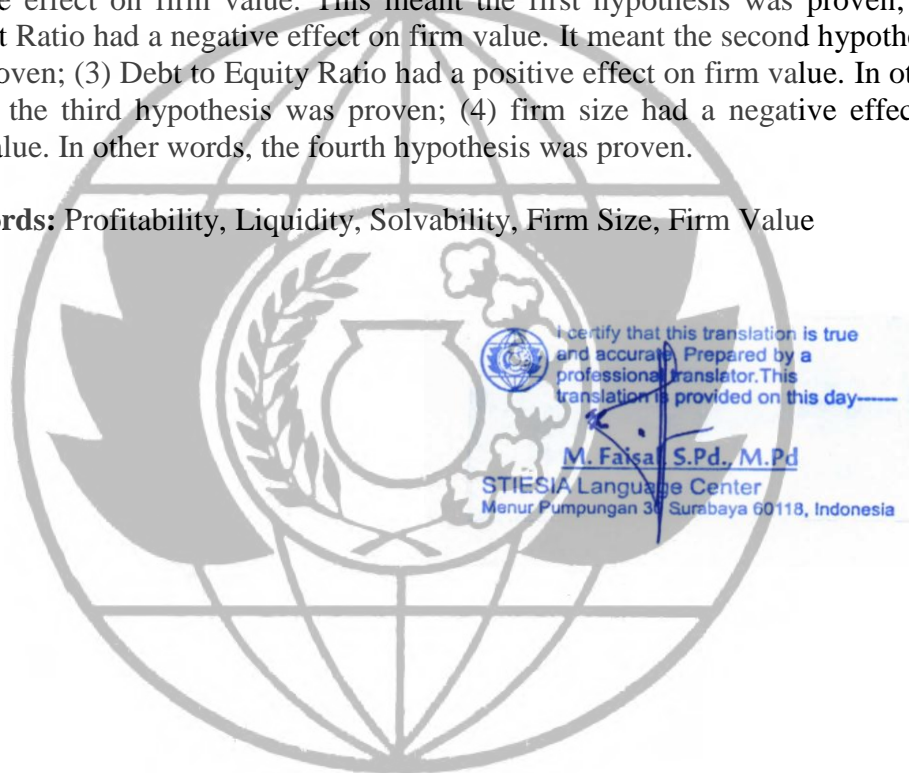 e effect on firm value. This meant the first hypothesis was proven;
t Ratio had a negative effect on firm value. It meant the second hypothe
oven; (3) Debt to Equity Ratio had a positive effect on firm value. In ot
the third hypothesis was proven; (4) firm size had a negative effec
alue. In other words, the fourth hypothesis was proven.
ords: Profitability, Liquidity, Solvability, Firm Size, Firm Value
I certify that this translation is true
and accurate. Prepared by a
professional translator.This
translation is provided on this day------
M. Faisal S.Pd., M.Pd
STIESIA Language Center
Menur Pumpungan 30 Surabaya 60118, Indonesia